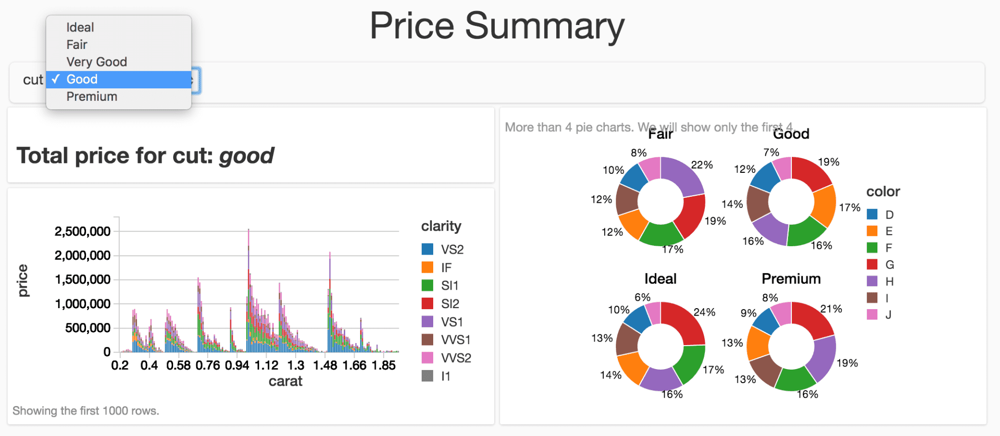 Price Summary
Ideal
Fair
Very Good
cut ✓ Good
Premium
Total price for cut: good
price
2,500,000
2,000,000
1,500,000
1,000,000
500,000
0
0.2 0.4 0.58 0.76 0.94 1.12 1.3 1.48 1.66 1.85
carat
clarity
VS2
IF
SI1
SI2
VS1
VVS1
VVS2
I1
Showing the first 1000 rows.
More than 4 pie charts. We will show only the first 4.
Fair
8%
22%
10%
12%
19%
12%
17%
Good
7%
19%
12%
14%
17%
16%
16%
Ideal
6%
24%
10%
13%
17%
14%
16%
Premium
8%
21%
9%
13%
19%
13%
16%
color
D
E
F
G
H
I
J